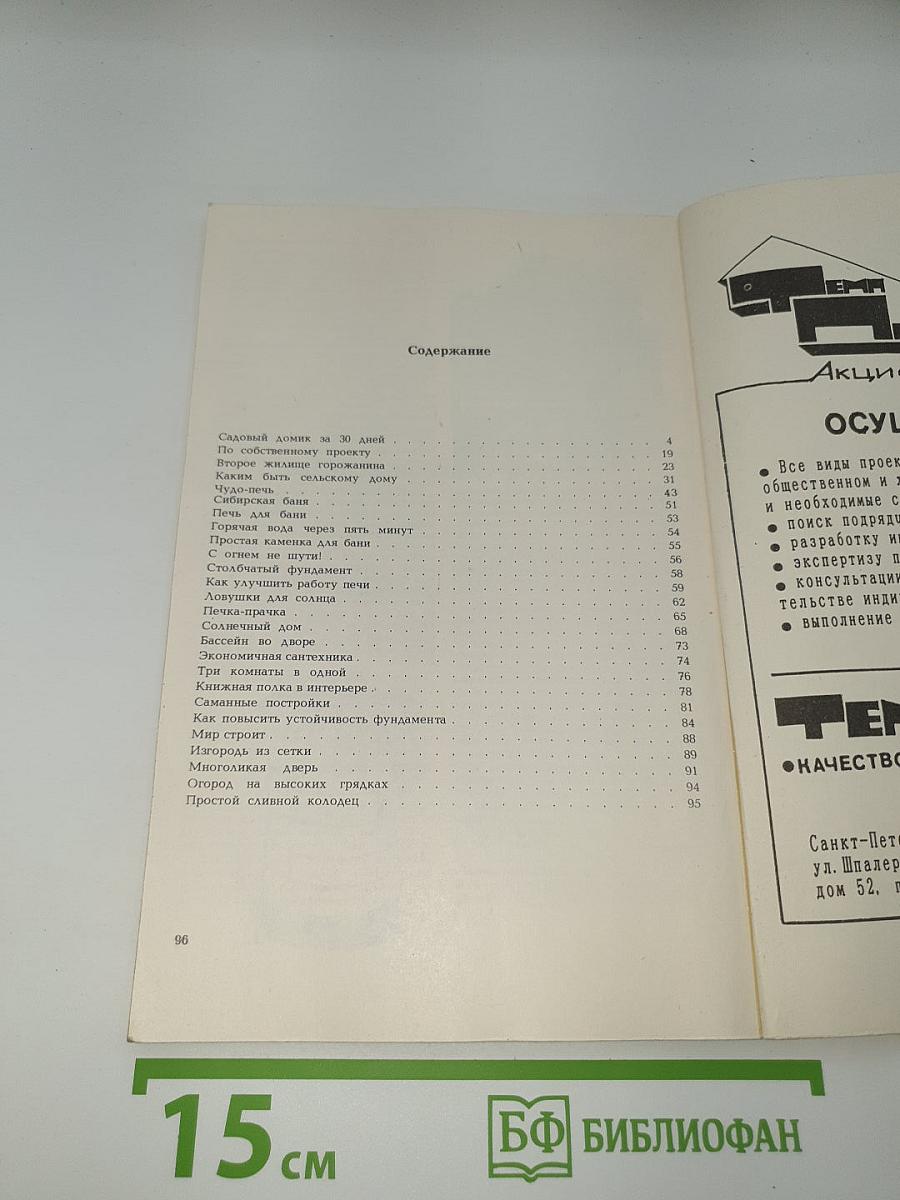 Содержание
Садовый домик за 30 дней . . . . . . . . . . . . . . . . . . . 4
По собственному проекту . . . . . . . . . . . . . . . . . . . 19
Второе жилище горожанина . . . . . . . . . . . . . . . . . . . 23
Каким быть сельскому дому . . . . . . . . . . . . . . . . . . . 31
Чудо-печь . . . . . . . . . . . . . . . . . . . 43
Сибирская баня . . . . . . . . . . . . . . . . . . . 51
Печь для бани . . . . . . . . . . . . . . . . . . . 53
Горячая вода через пять минут . . . . . . . . . . . . . . . . . . . 54
Простая каменка для бани . . . . . . . . . . . . . . . . . . . 55
С огнем не шути! . . . . . . . . . . . . . . . . . . . 56
Столбчатый фундамент . . . . . . . . . . . . . . . . . . . 58
Как улучшить работу печи . . . . . . . . . . . . . . . . . . . 59
Ловушки для солнца . . . . . . . . . . . . . . . . . . . 62
Печка-прачка . . . . . . . . . . . . . . . . . . . 65
Солнечный дом . . . . . . . . . . . . . . . . . . . 68
Бассейн во дворе . . . . . . . . . . . . . . . . . . . 73
Экономичная сантехника . . . . . . . . . . . . . . . . . . . 74
Три комнаты в одной . . . . . . . . . . . . . . . . . . . 76
Книжная полка в интерьере . . . . . . . . . . . . . . . . . . . 78
Саманные постройки . . . . . . . . . . . . . . . . . . . 81
Как повысить устойчивость фундамента . . . . . . . . . . . . . . . . . . . 84
Мир строит . . . . . . . . . . . . . . . . . . . 88
Изгородь из сетки . . . . . . . . . . . . . . . . . . . 89
Многоликая дверь . . . . . . . . . . . . . . . . . . . 91
Огород на высоких грядках . . . . . . . . . . . . . . . . . . . 94
Простой сливной колодец . . . . . . . . . . . . . . . . . . . 95
96
Тема
Акци
ОСУ
● Все виды проек
общественном и
и необходимые с
● поиск подряд
● разработку и
● экспертизу п
● консультации
тельстве инди
● выполнение
Тем
● КАЧЕСТВО
Санкт-Пет
ул. Шпалер
дом 52,
15 см
БФ БИБЛИОФАН